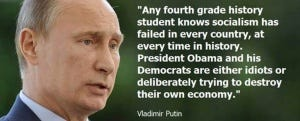 "Any fourth grade history
student knows socialism has
failed in every country, at
every time in history.
President Obama and his
Democrats are either idiots or
deliberately trying to destroy
their own economy."
Vladimir Putin